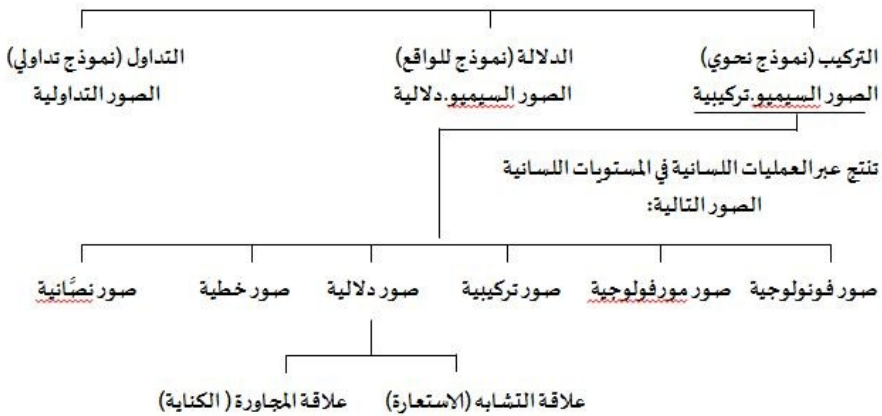 التركيب (نموذج نحوي)
الصور السيميو.تركيبية
الدلالة (نموذج للواقع)
الصور السيميو.دلالية
التداول (نموذج تداولي)
الصور التداولية
تنتج عبر العمليات اللسانية في المستويات اللسانية
الصور التالية:
صور فونولوجية
صور مورفولوجية
صور تركيبية
صور دلالية
صور خطية
صور نصَّانية
علاقة التشابه (الاستعارة)
علاقة المجاورة ( الكناية)